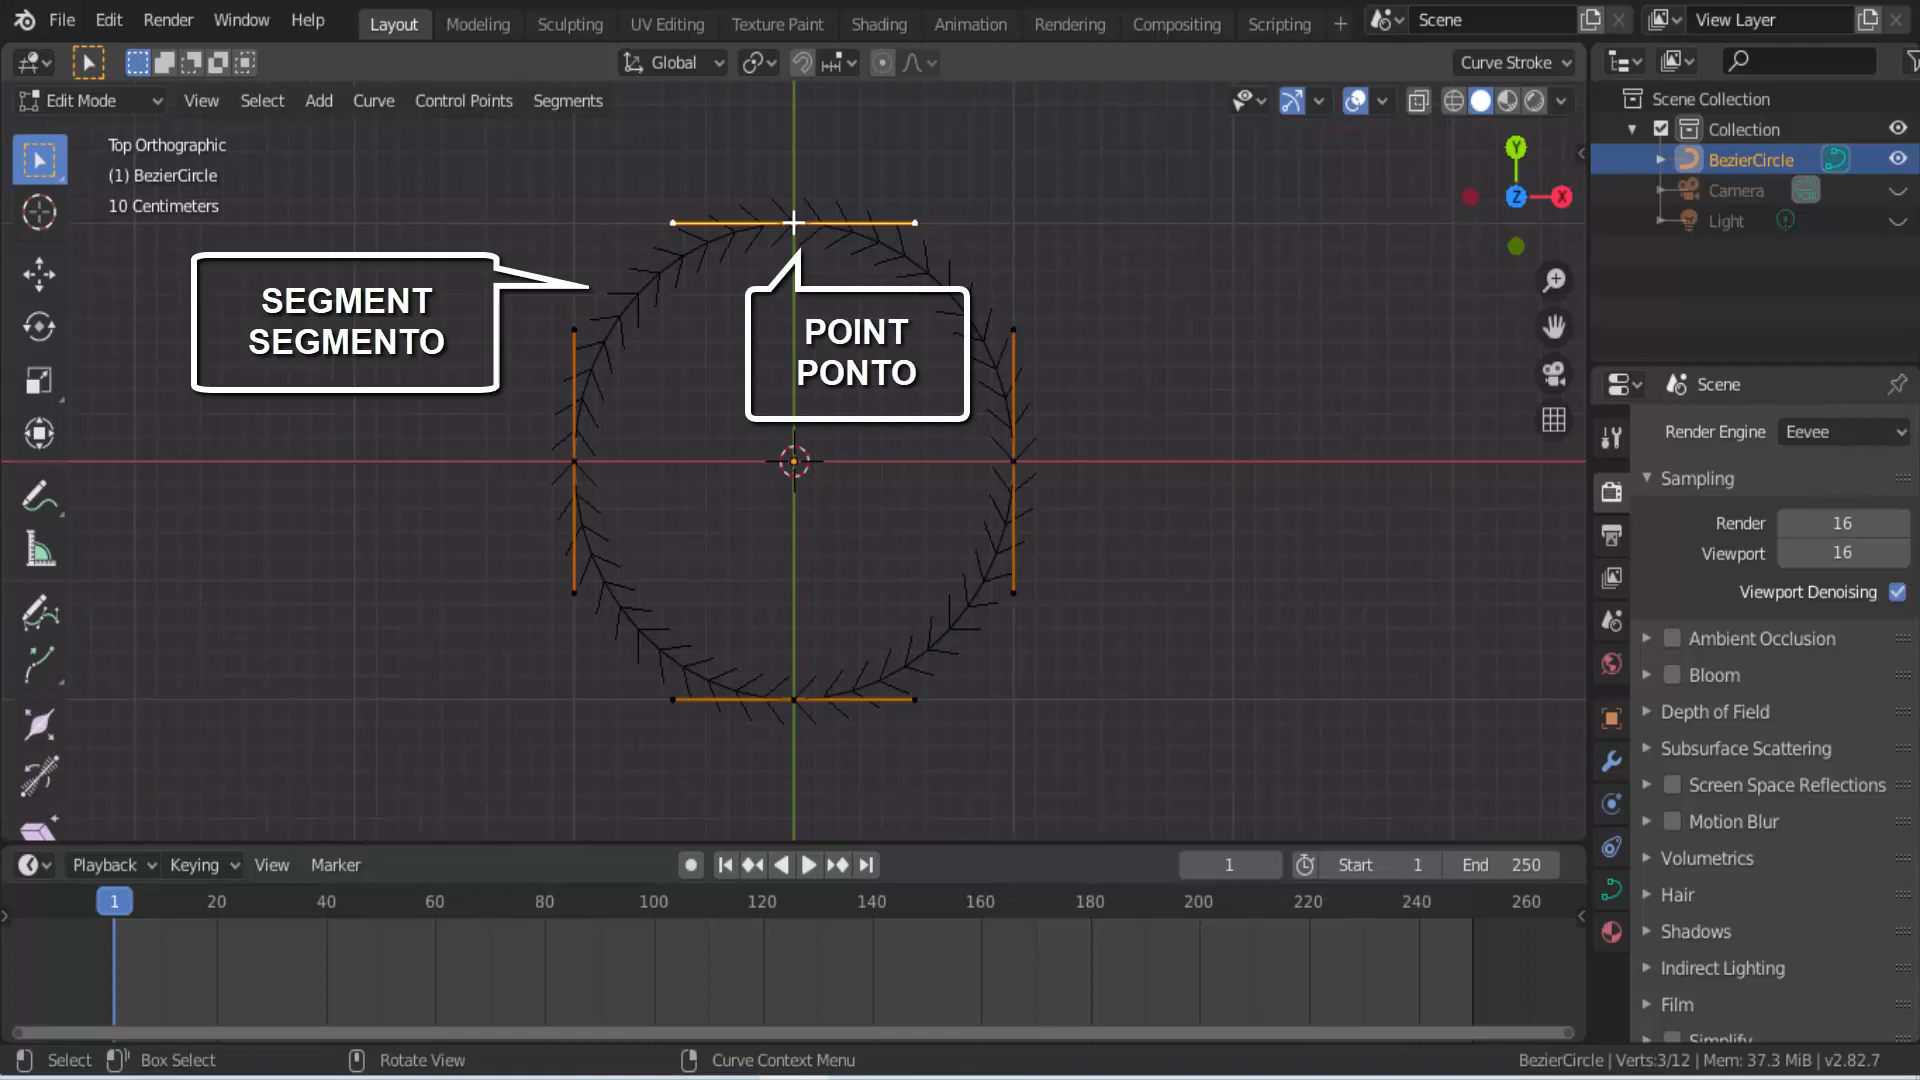 File Edit Render Window Help Layout Modeling Sculpting UV Editing Texture Paint Shading Animation Rendering Compositing Scripting + Scene View Layer
Global Curve Stroke
Edit Mode View Select Add Curve Control Points Segments
Top Orthographic
(1) BezierCircle
10 Centimeters
SEGMENT
SEGMENTO
POINT
PONTO
Y
Z
X
Scene Collection
Collection
BezierCircle
Camera
Light
Scene
Render Engine Eevee
Sampling
Render 16
Viewport 16
Viewport Denoising
Ambient Occlusion
Bloom
Depth of Field
Subsurface Scattering
Screen Space Reflections
Motion Blur
Volumetrics
Hair
Shadows
Indirect Lighting
Film
Simplify
Playback Keying View Marker 1 Start 1 End 250
1 20 40 60 80 100 120 140 160 180 200 220 240 260
Select Box Select Rotate View Curve Context Menu BezierCircle | Verts:3/12 | Mem: 37.3 MiB | v2.82.7